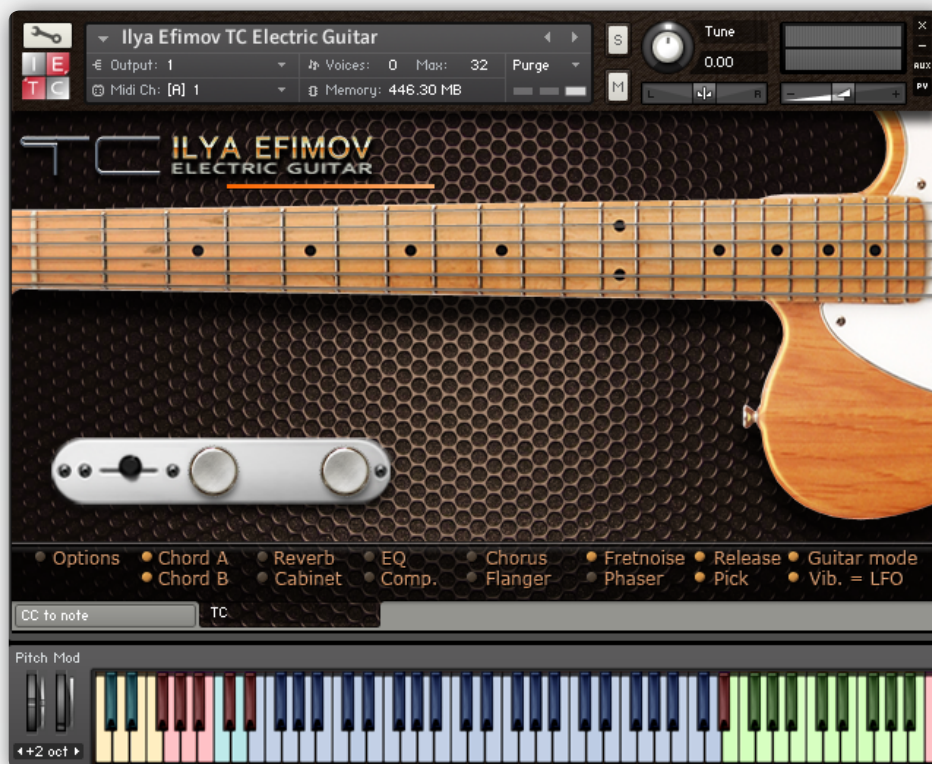 Ilya Efimov TC Electric Guitar
Output: 1 Voices: 0 Max: 32 Purge
Midi Ch: [A] 1 Memory: 446.30 MB
S
M
Tune
0.00
L R
- +
×
-
AUX
PV
I E
T C
TC ILYA EFIMOV
ELECTRIC GUITAR
Options Chord A Reverb EQ Chorus Fretnoise Release Guitar mode
Chord B Cabinet Comp. Flanger Phaser Pick Vib. = LFO
CC to note TC
Pitch Mod
+2 oct